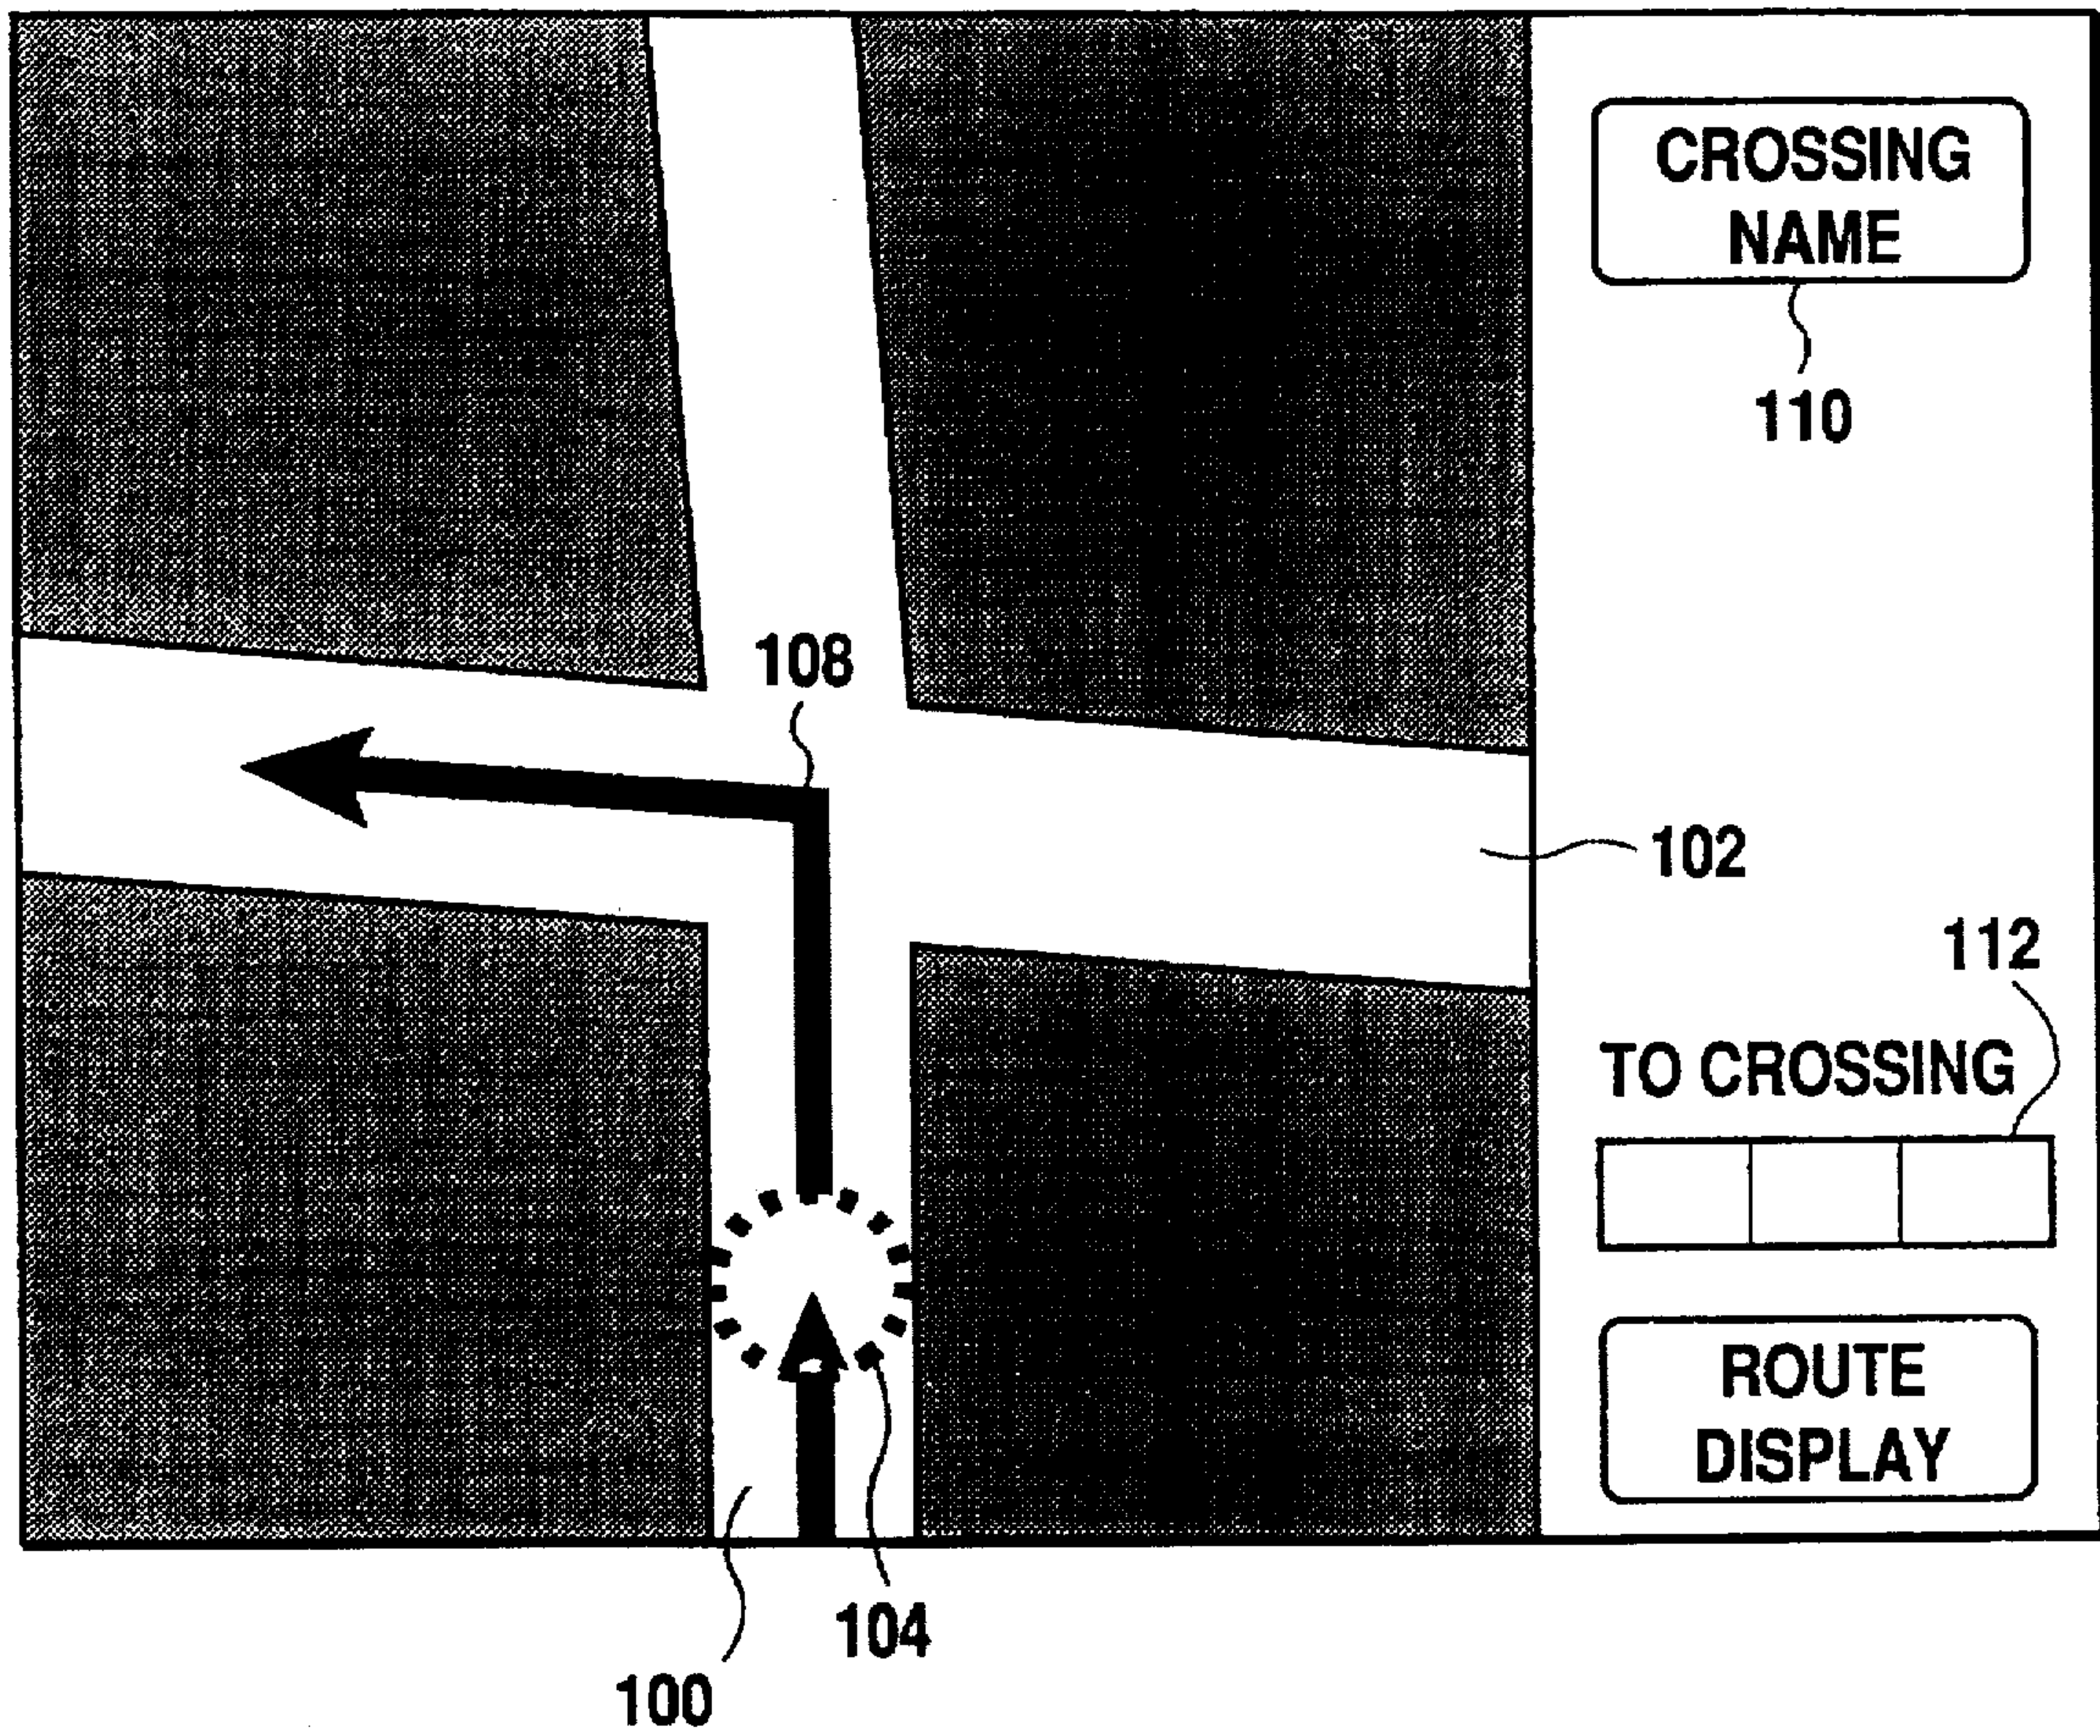 CROSSING
NAME
110
108
102
112
TO CROSSING
ROUTE
DISPLAY
104
100